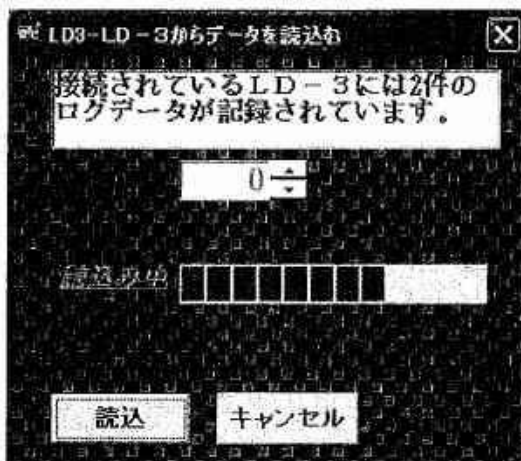 LD3-LD－3からデータを読込む
接続されているＬＤ－３には2件の
ログデータが記録されています。
0
読込み中
読込
キャンセル